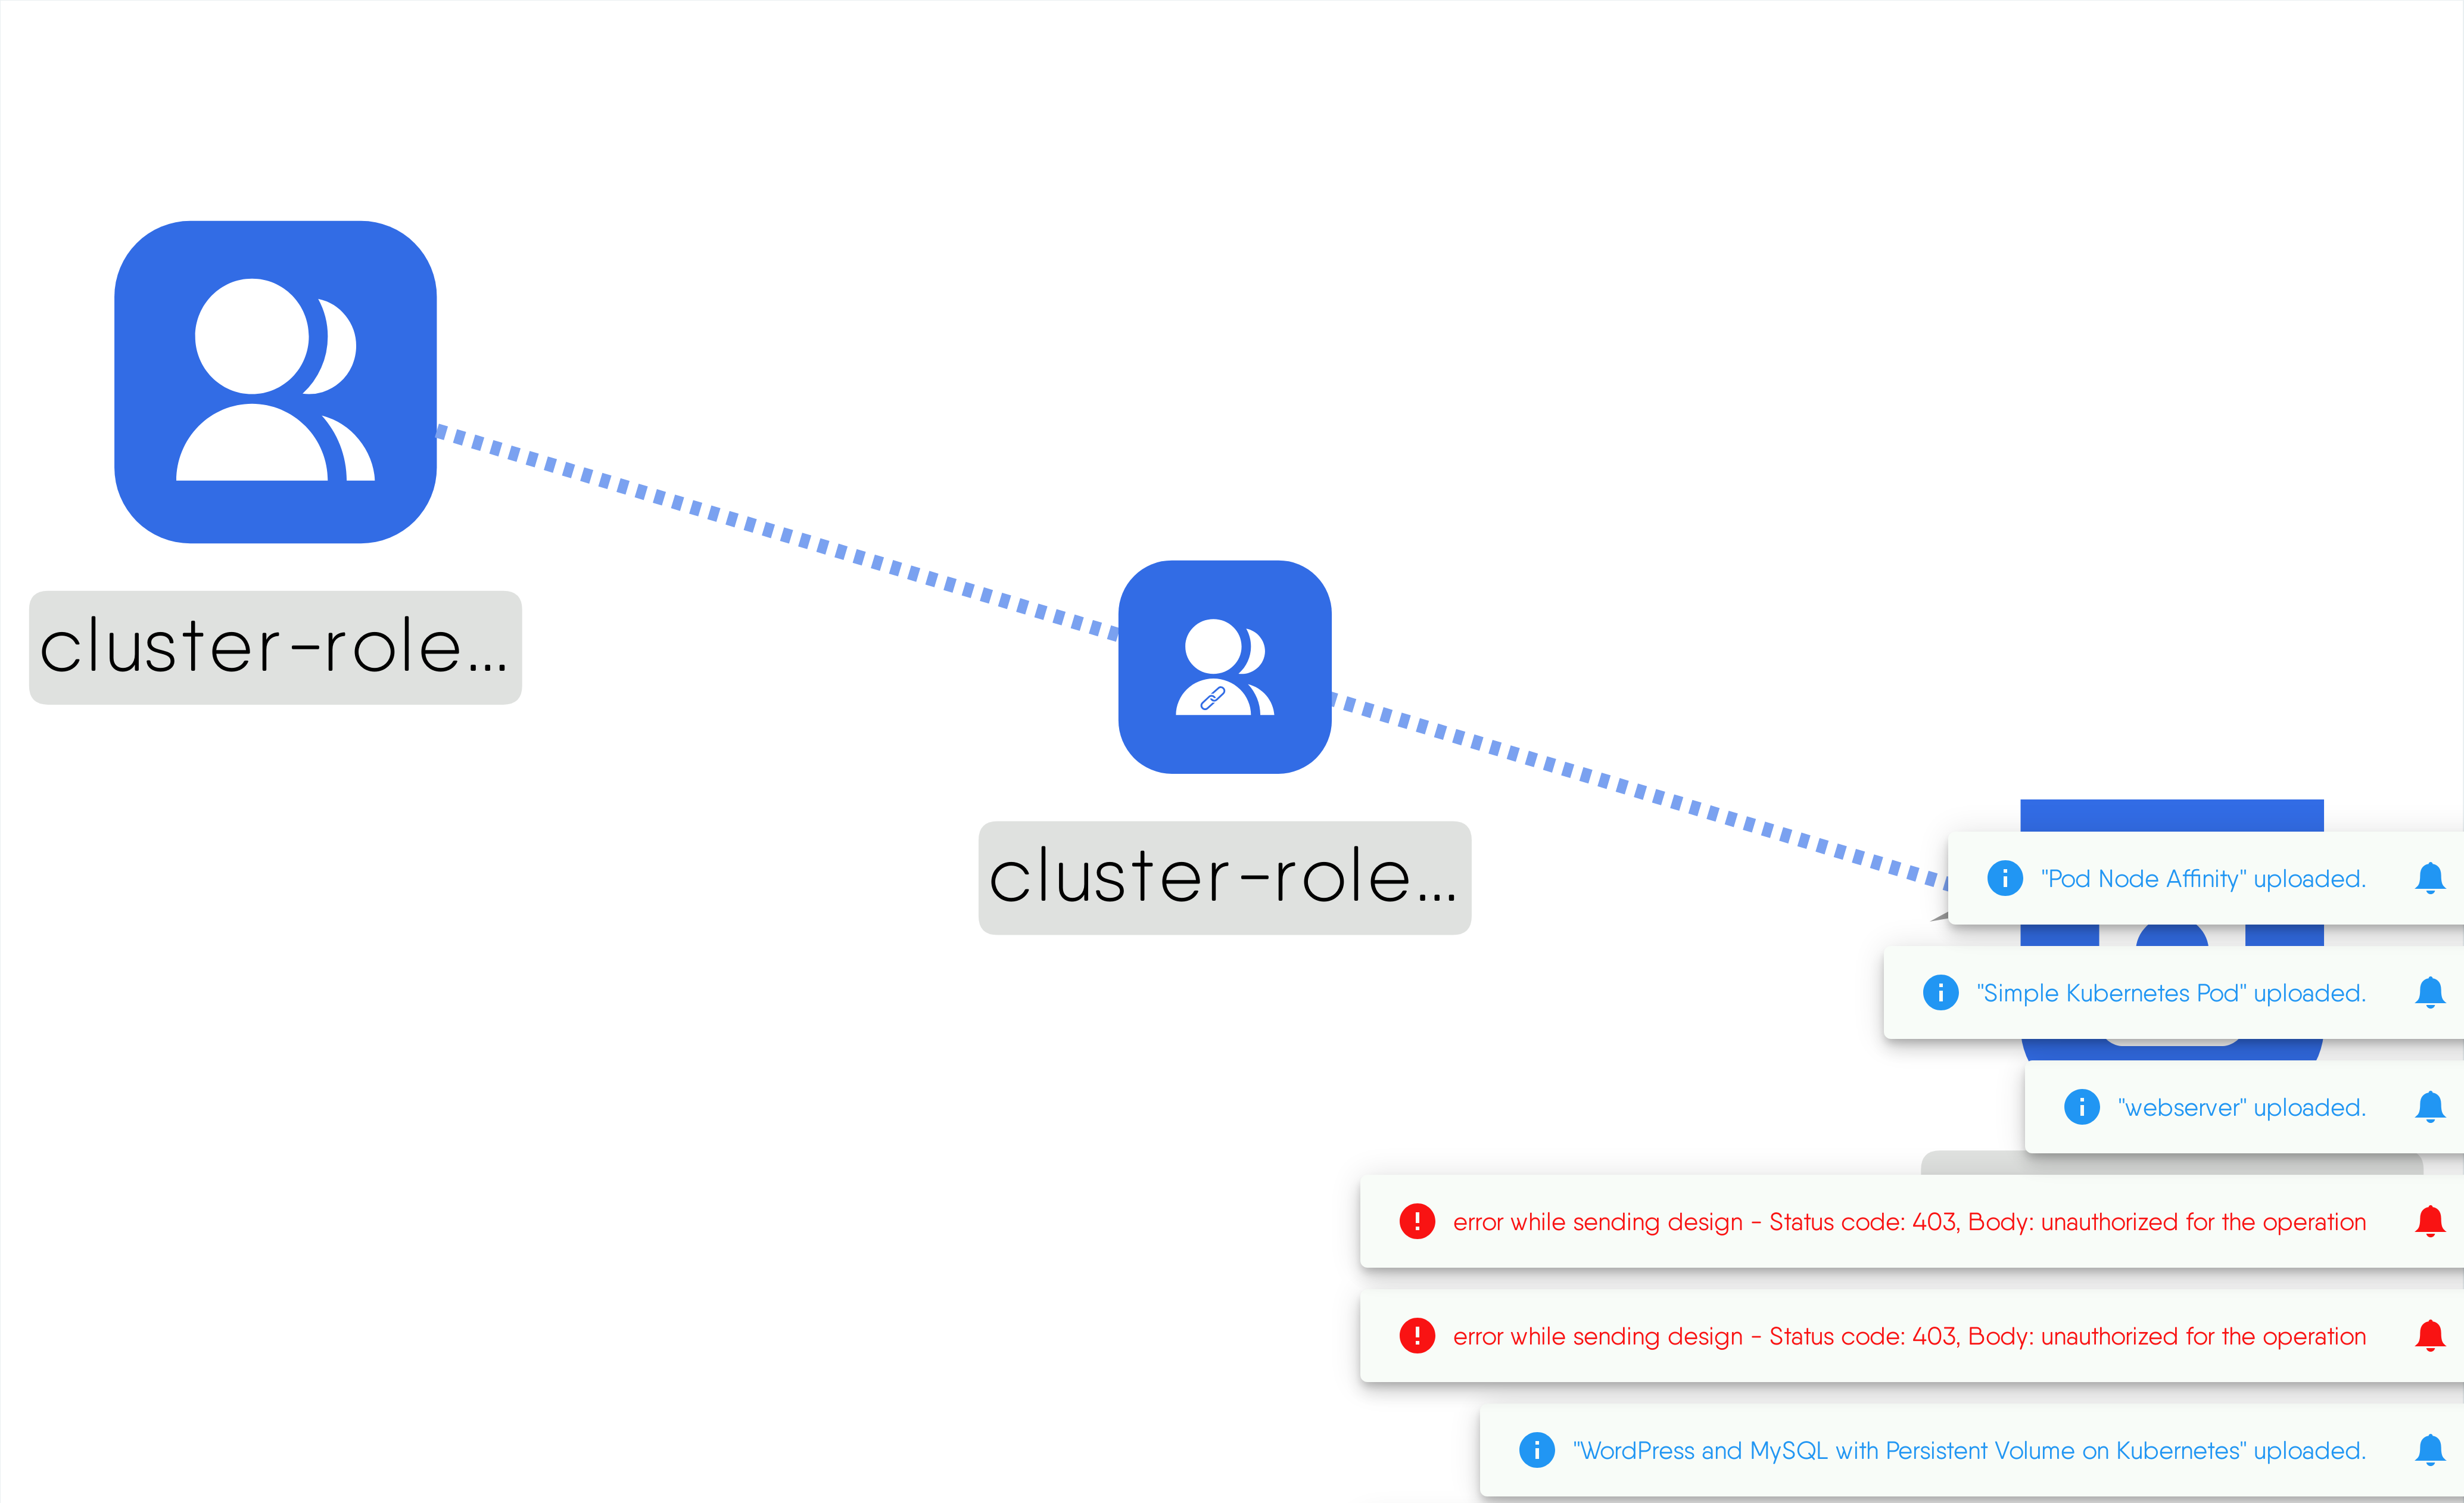 cluster-role...
cluster-role...
"Pod Node Affinity" uploaded.
"Simple Kubernetes Pod" uploaded.
"webserver" uploaded.
error while sending design - Status code: 403, Body: unauthorized for the operation
error while sending design - Status code: 403, Body: unauthorized for the operation
"WordPress and MySQL with Persistent Volume on Kubernetes" uploaded.